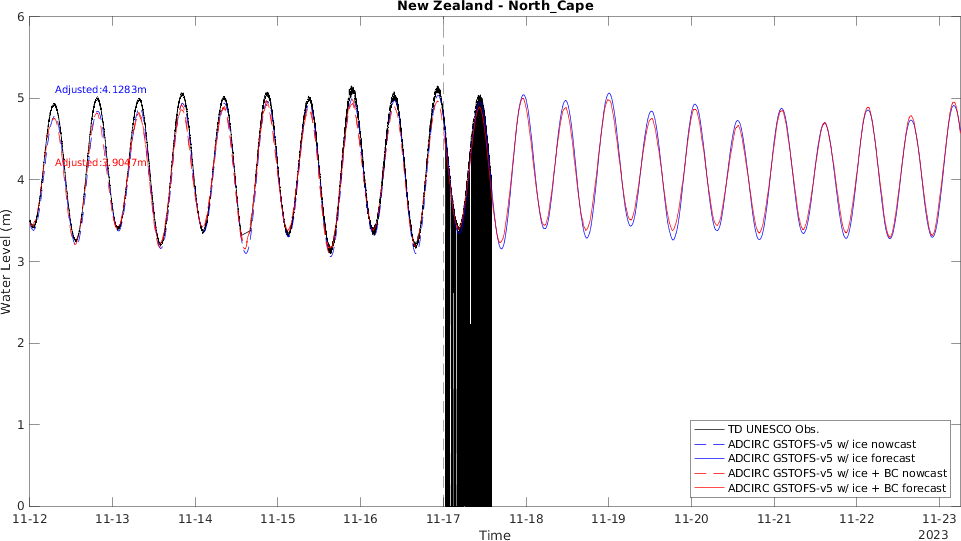 New Zealand - North_Cape
6
5
4
3
2
1
0
Water Level (m)
Adjusted:4.1283m
Adjusted:3.9047m
TD UNESCO Obs.
ADCIRC GSTOFS-v5 w/ ice nowcast
ADCIRC GSTOFS-v5 w/ ice forecast
ADCIRC GSTOFS-v5 w/ ice + BC nowcast
ADCIRC GSTOFS-v5 w/ ice + BC forecast
11-12 11-13 11-14 11-15 11-16 11-17 11-18 11-19 11-20 11-21 11-22 11-23
Time
2023